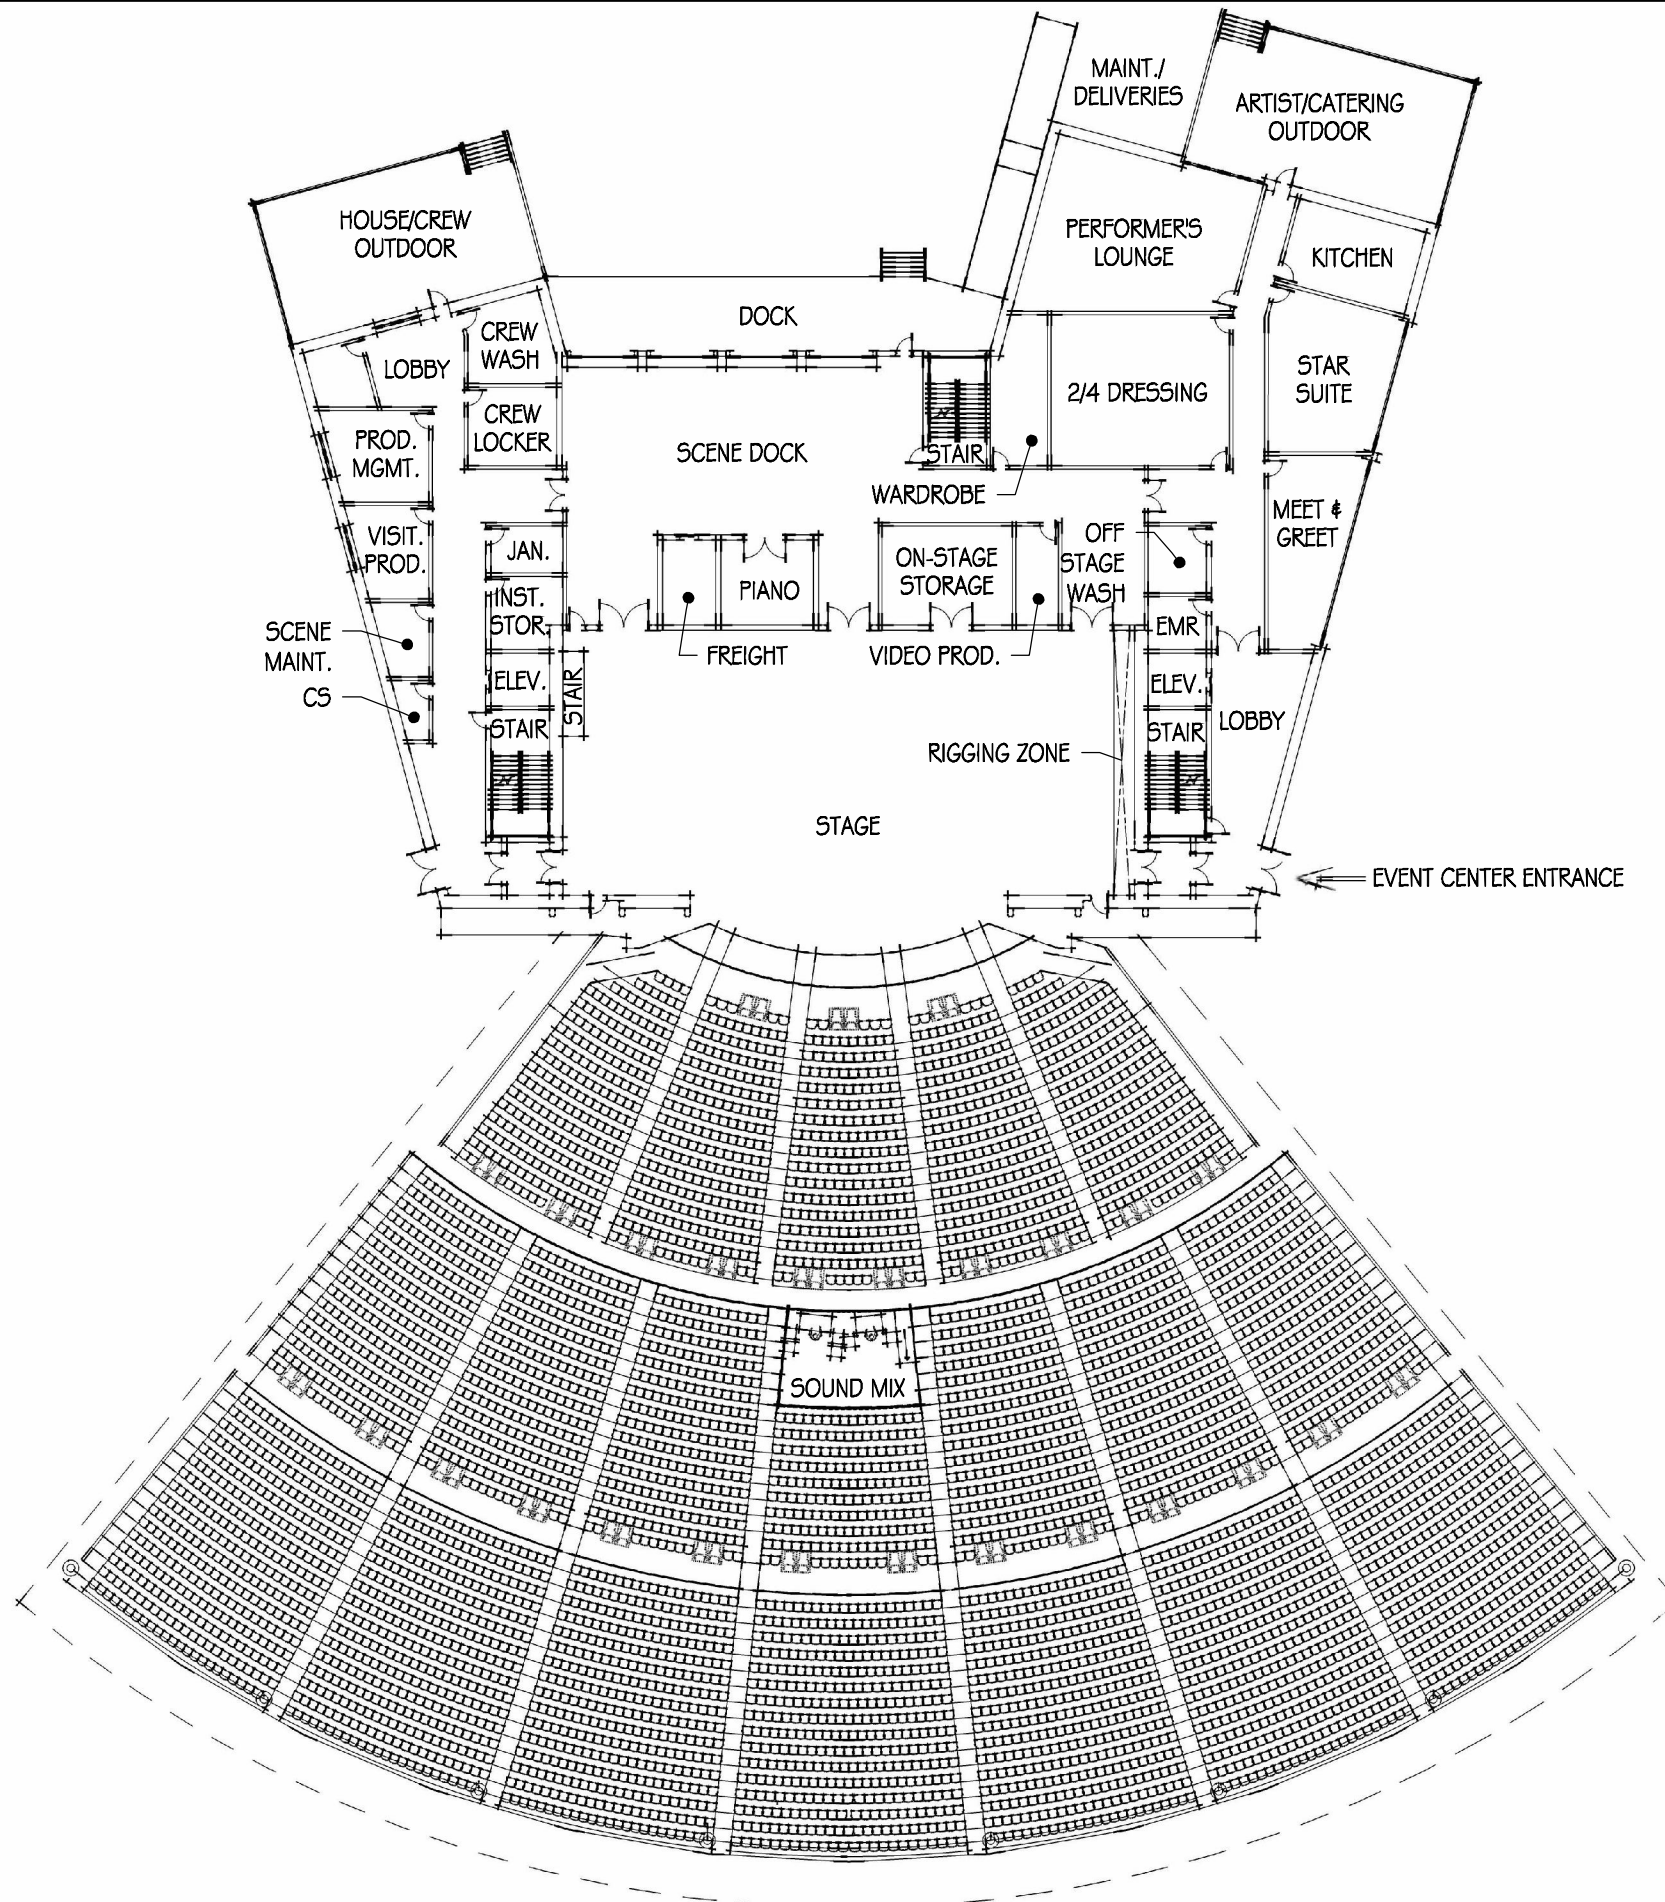 MAINT./
DELIVERIES
ARTIST/CATERING
OUTDOOR
HOUSE/CREW
OUTDOOR
PERFORMER'S
LOUNGE
KITCHEN
DOCK
CREW
WASH
LOBBY
STAR
SUITE
2/4 DRESSING
CREW
LOCKER
PROD.
MGMT.
SCENE DOCK
STAIR
WARDROBE
MEET &
GREET
VISIT.
PROD.
JAN.
ON-STAGE
STORAGE
OFF
STAGE
WASH
PIANO
INST.
STOR.
EMR
SCENE
MAINT.
FREIGHT
VIDEO PROD.
CS
ELEV.
STAIR
ELEV.
STAIR
STAIR
LOBBY
RIGGING ZONE
STAGE
EVENT CENTER ENTRANCE
SOUND MIX